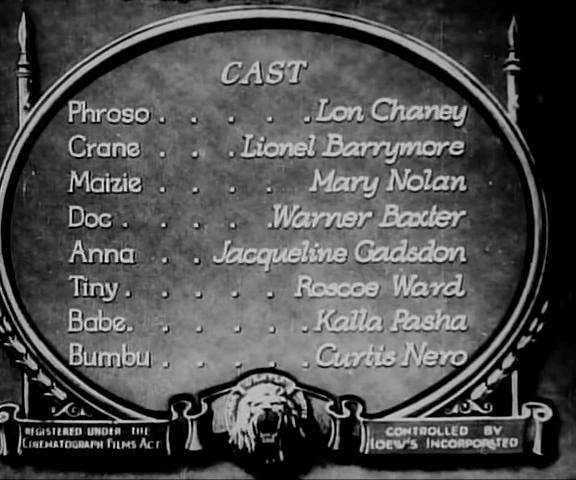 CAST
Phroso . . . . . Lon Chaney
Crane . . . Lionel Barrymore
Maizie . . . . Mary Nolan
Doc . . . . . Warner Baxter
Anna . . Jacqueline Gadsdon
Tiny . . . . Roscoe Ward
Babe . . . . . Kalla Pasha
Bumbu . . . . . Curtis Nero
REGISTERED UNDER THE
CINEMATOGRAPH FILMS ACT
CONTROLLED BY
LOEW'S INCORPORATED